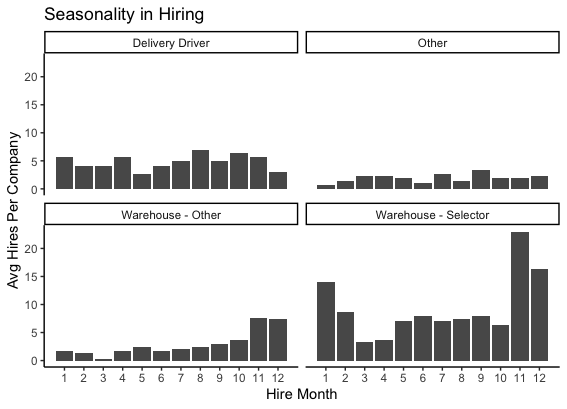 Seasonality in Hiring
Delivery Driver
Other
20
15
10
5
0
Warehouse - Other
Warehouse - Selector
20
15
10
5
0
1 2 3 4 5 6 7 8 9 10 11 12
1 2 3 4 5 6 7 8 9 10 11 12
Hire Month
Avg Hires Per Company